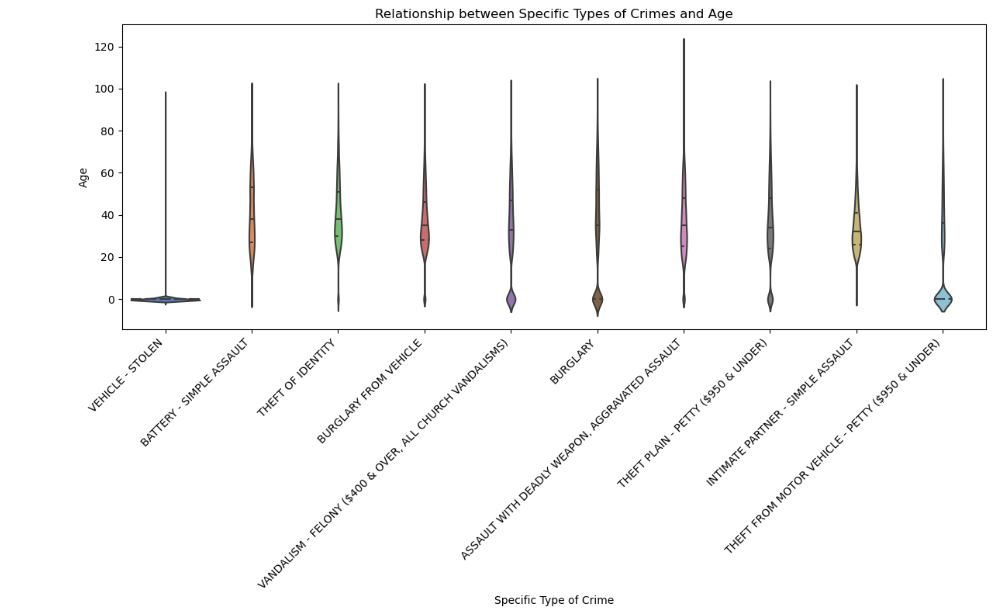 Relationship between Specific Types of Crimes and Age
120
100
80
60
40
20
0
Age
VEHICLE - STOLEN
BATTERY - SIMPLE ASSAULT
THEFT OF IDENTITY
BURGLARY FROM VEHICLE
VANDALISM - FELONY ($400 & OVER, ALL CHURCH VANDALISMS)
BURGLARY
ASSAULT WITH DEADLY WEAPON, AGGRAVATED ASSAULT
THEFT PLAIN - PETTY ($950 & UNDER)
INTIMATE PARTNER - SIMPLE ASSAULT
THEFT FROM MOTOR VEHICLE - PETTY ($950 & UNDER)
Specific Type of Crime